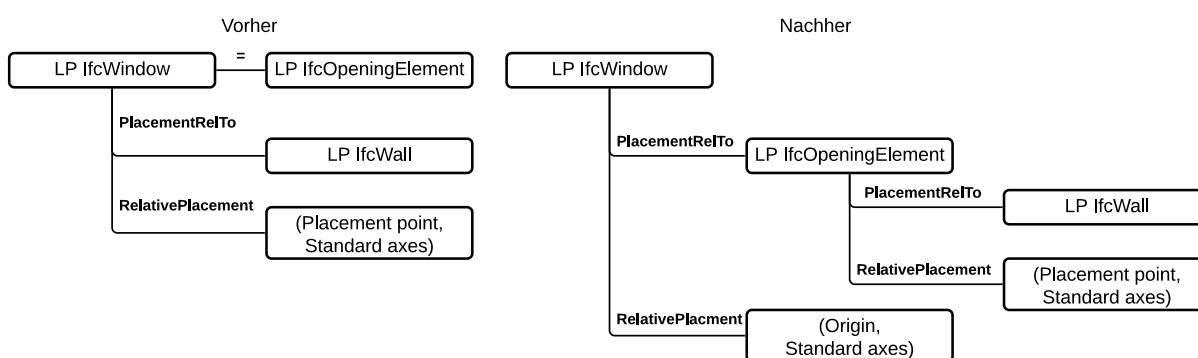 Vorher
=
LP IfcWindow
LP IfcOpeningElement
PlacementRelTo
LP IfcWall
RelativePlacement
(Placement point,
Standard axes)
Nachher
LP IfcWindow
PlacementRelTo
LP IfcOpeningElement
PlacementRelTo
LP IfcWall
RelativePlacement
(Placement point,
Standard axes)
RelativePlacment
(Origin,
Standard axes)